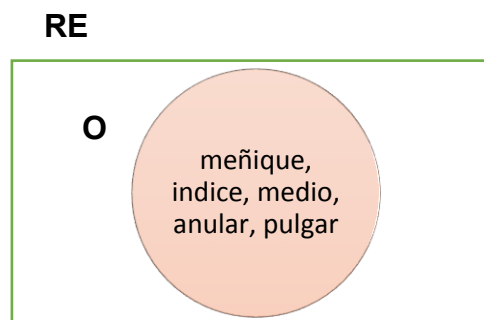 RE
O
meñique,
indice, medio,
anular, pulgar